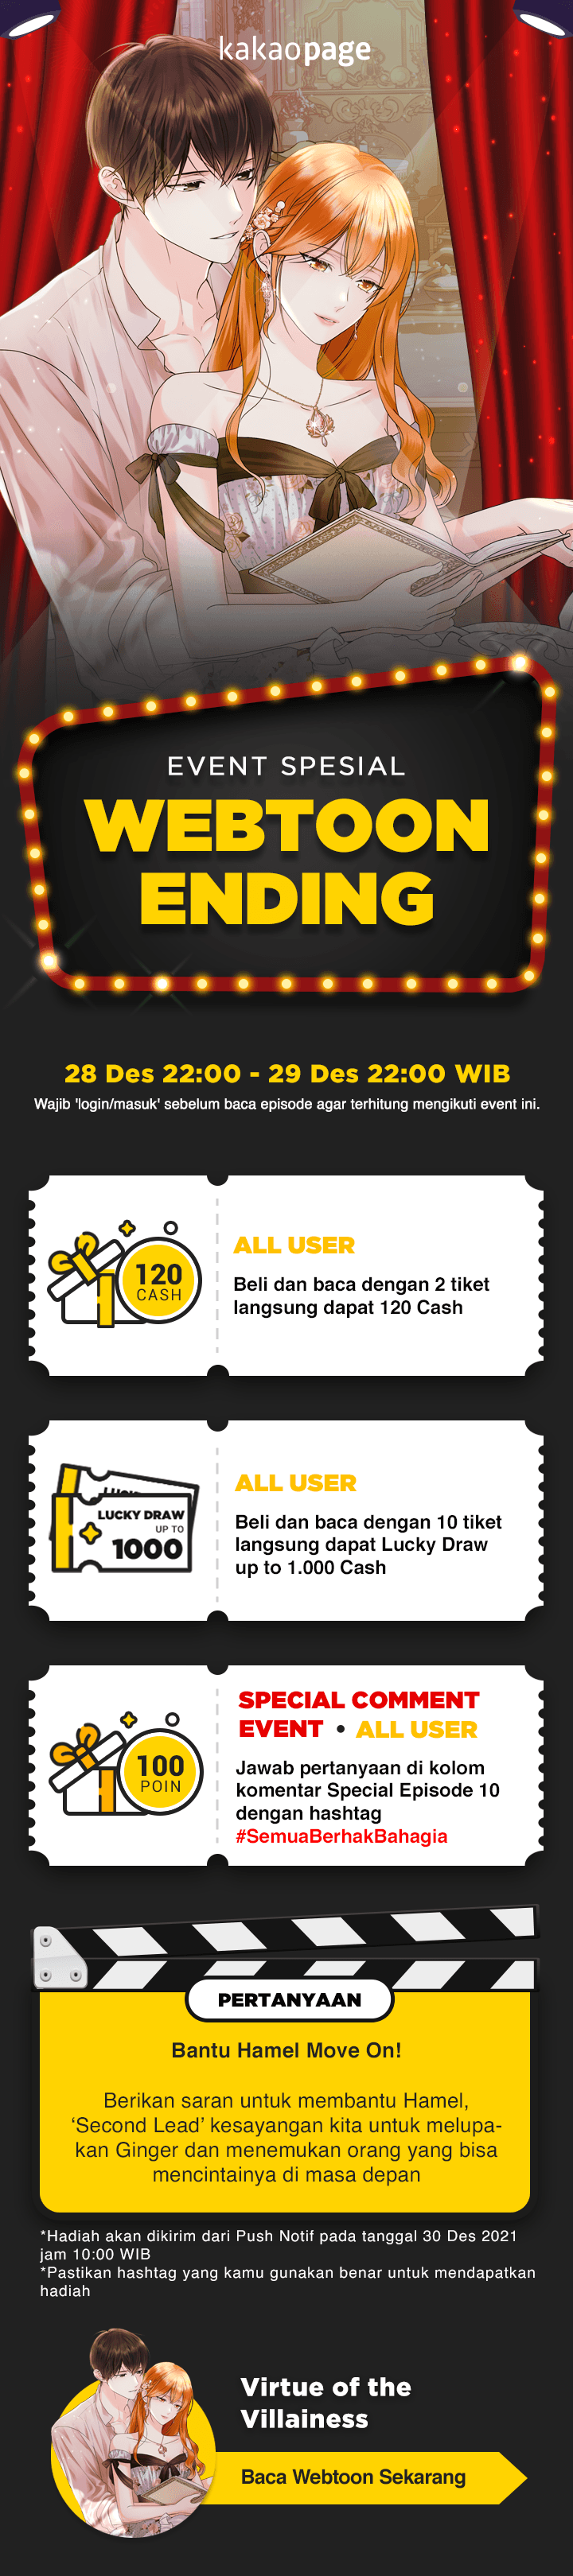 kakaopage
EVENT SPESIAL
WEBTOON
ENDING
28 Des 22:00 - 29 Des 22:00 WIB
Wajib 'login/masuk' sebelum baca episode agar terhitung mengikuti event ini.
120
CASH
ALL USER
Beli dan baca dengan 2 tiket
langsung dapat 120 Cash
LUCKY DRAW
UP TO
1000
ALL USER
Beli dan baca dengan 10 tiket
langsung dapat Lucky Draw
up to 1.000 Cash
100
POIN
SPECIAL COMMENT
EVENT • ALL USER
Jawab pertanyaan di kolom
komentar Special Episode 10
dengan hashtag
#SemuaBerhakBahagia
PERTANYAAN
Bantu Hamel Move On!
Berikan saran untuk membantu Hamel,
‘Second Lead’ kesayangan kita untuk melupa-
kan Ginger dan menemukan orang yang bisa
mencintainya di masa depan
*Hadiah akan dikirim dari Push Notif pada tanggal 30 Des 2021
jam 10:00 WIB
*Pastikan hashtag yang kamu gunakan benar untuk mendapatkan
hadiah
Virtue of the
Villainess
Baca Webtoon Sekarang